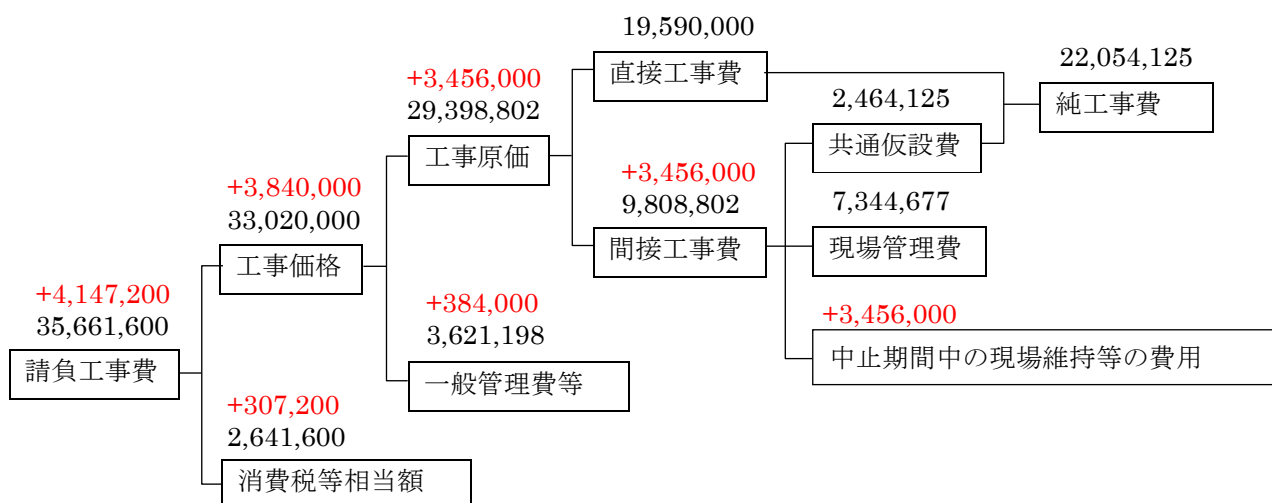 19,590,000
直接工事費
22,054,125
純工事費
+3,456,000
29,398,802
工事原価
2,464,125
共通仮設費
+3,456,000
9,808,802
間接工事費
7,344,677
現場管理費
+3,840,000
33,020,000
工事価格
+4,147,200
35,661,600
請負工事費
+384,000
3,621,198
一般管理費等
+3,456,000
中止期間中の現場維持等の費用
+307,200
2,641,600
消費税等相当額